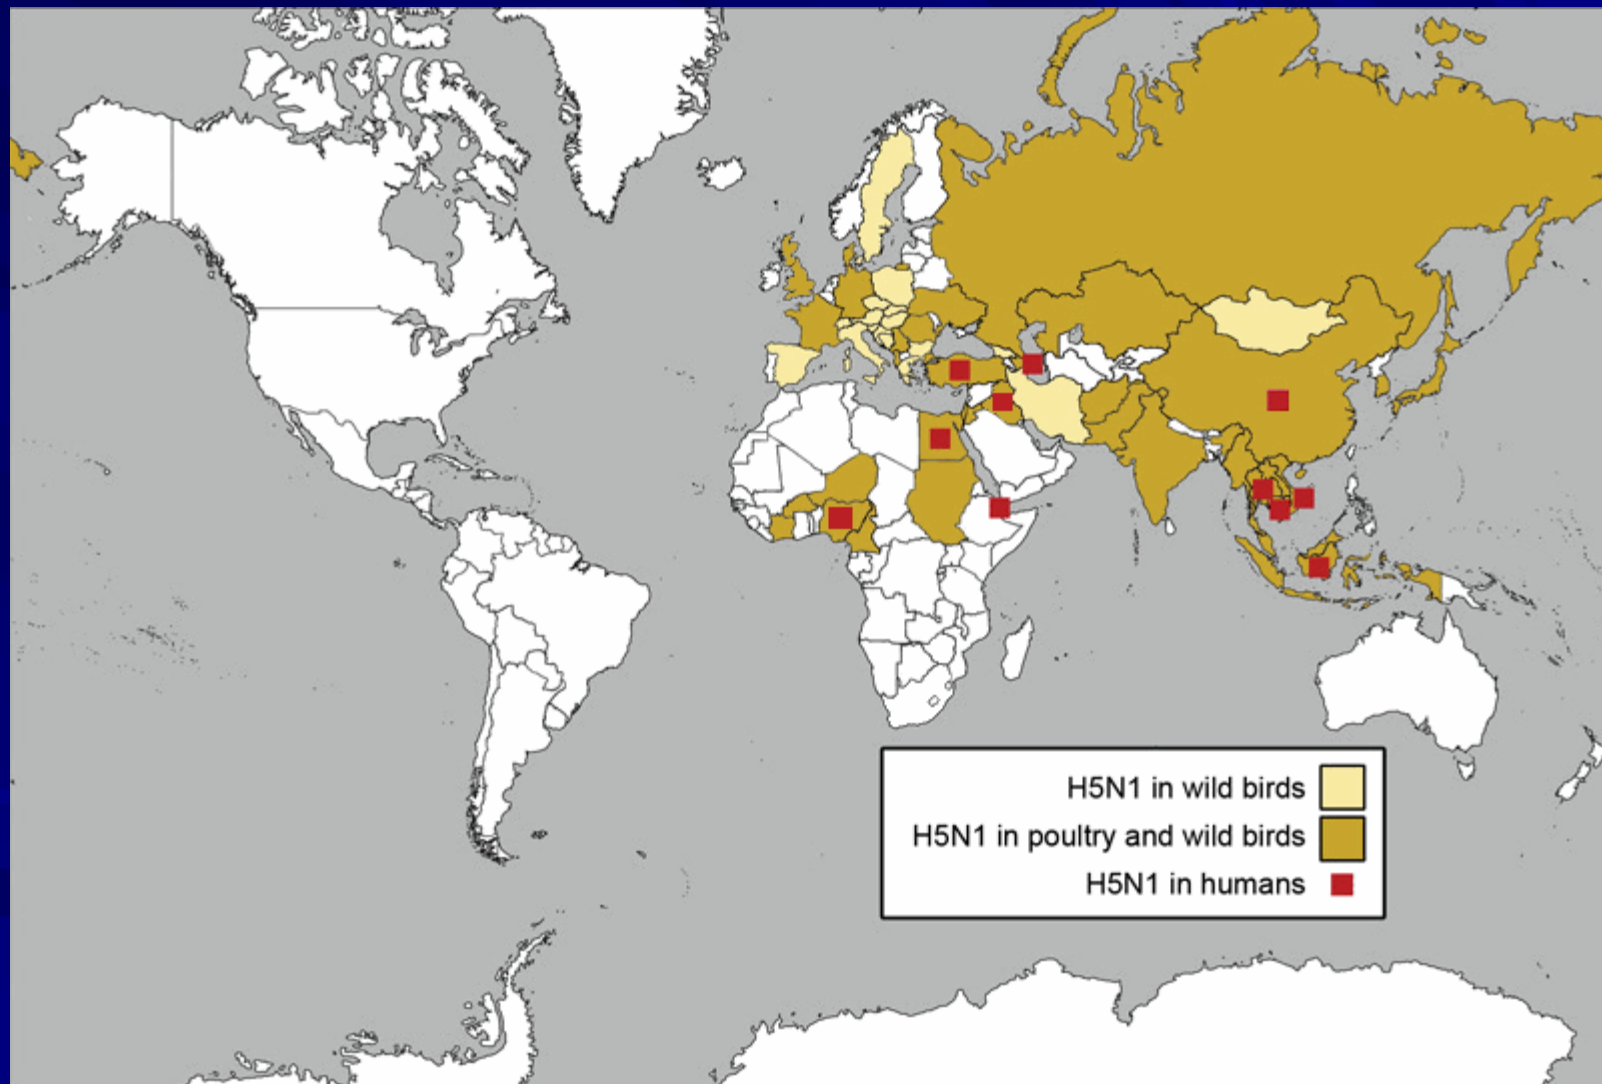 H5N1 in wild birds
H5N1 in poultry and wild birds
H5N1 in humans